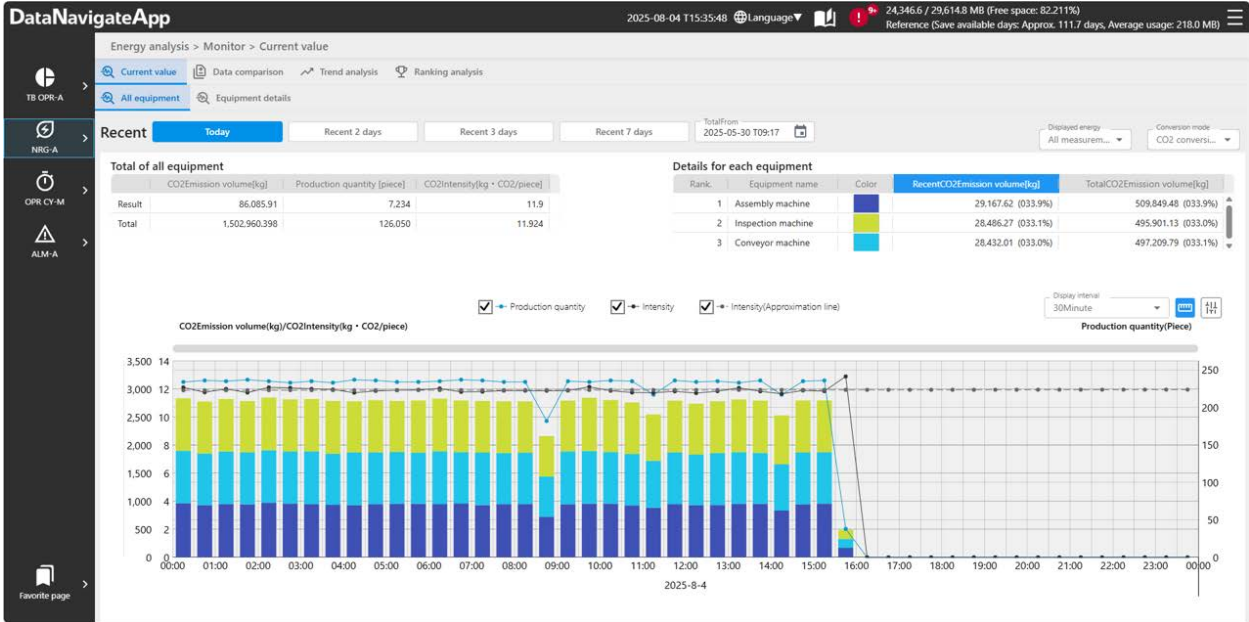 DataNavigateApp
2025-08-04 T15:35:48 Language▼ ! 9+
24,346.6 / 29,614.8 MB (Free space: 82.211%)
Reference (Save available days: Approx. 111.7 days, Average usage: 218.0 MB)
TB OPR-A
NRG-A
OPR CY-M
ALM-A
Favorite page
Energy analysis > Monitor > Current value
Current value Data comparison Trend analysis Ranking analysis
All equipment Equipment details
Recent Today Recent 2 days Recent 3 days Recent 7 days
TotalFrom
2025-05-30 T09:17
Displayed energy
All measurem...
Conversion mode
CO2 conversi...
Total of all equipment
CO2Emission volume[kg] Production quantity [piece] CO2Intensity[kg・CO2/piece]
Result 86,085.91 7,234 11.9
Total 1,502,960.398 126,050 11.924
Details for each equipment
Rank. Equipment name Color RecentCO2Emission volume[kg] TotalCO2Emission volume[kg]
1 Assembly machine 29,167.62 (033.9%) 509,849.48 (033.9%)
2 Inspection machine 28,486.27 (033.1%) 495,901.13 (033.0%)
3 Conveyor machine 28,432.01 (033.0%) 497,209.79 (033.1%)
Production quantity Intensity Intensity(Approximation line)
Display interval
30Minute
CO2Emission volume(kg)/CO2Intensity(kg・CO2/piece)
Production quantity(Piece)
3,500 14
3,000 12
2,500 10
2,000 8
1,500 6
1,000 4
500 2
0 0
250
200
150
100
50
0
00:00 01:00 02:00 03:00 04:00 05:00 06:00 07:00 08:00 09:00 10:00 11:00 12:00 13:00 14:00 15:00 16:00 17:00 18:00 19:00 20:00 21:00 22:00 23:00 00:00
2025-8-4